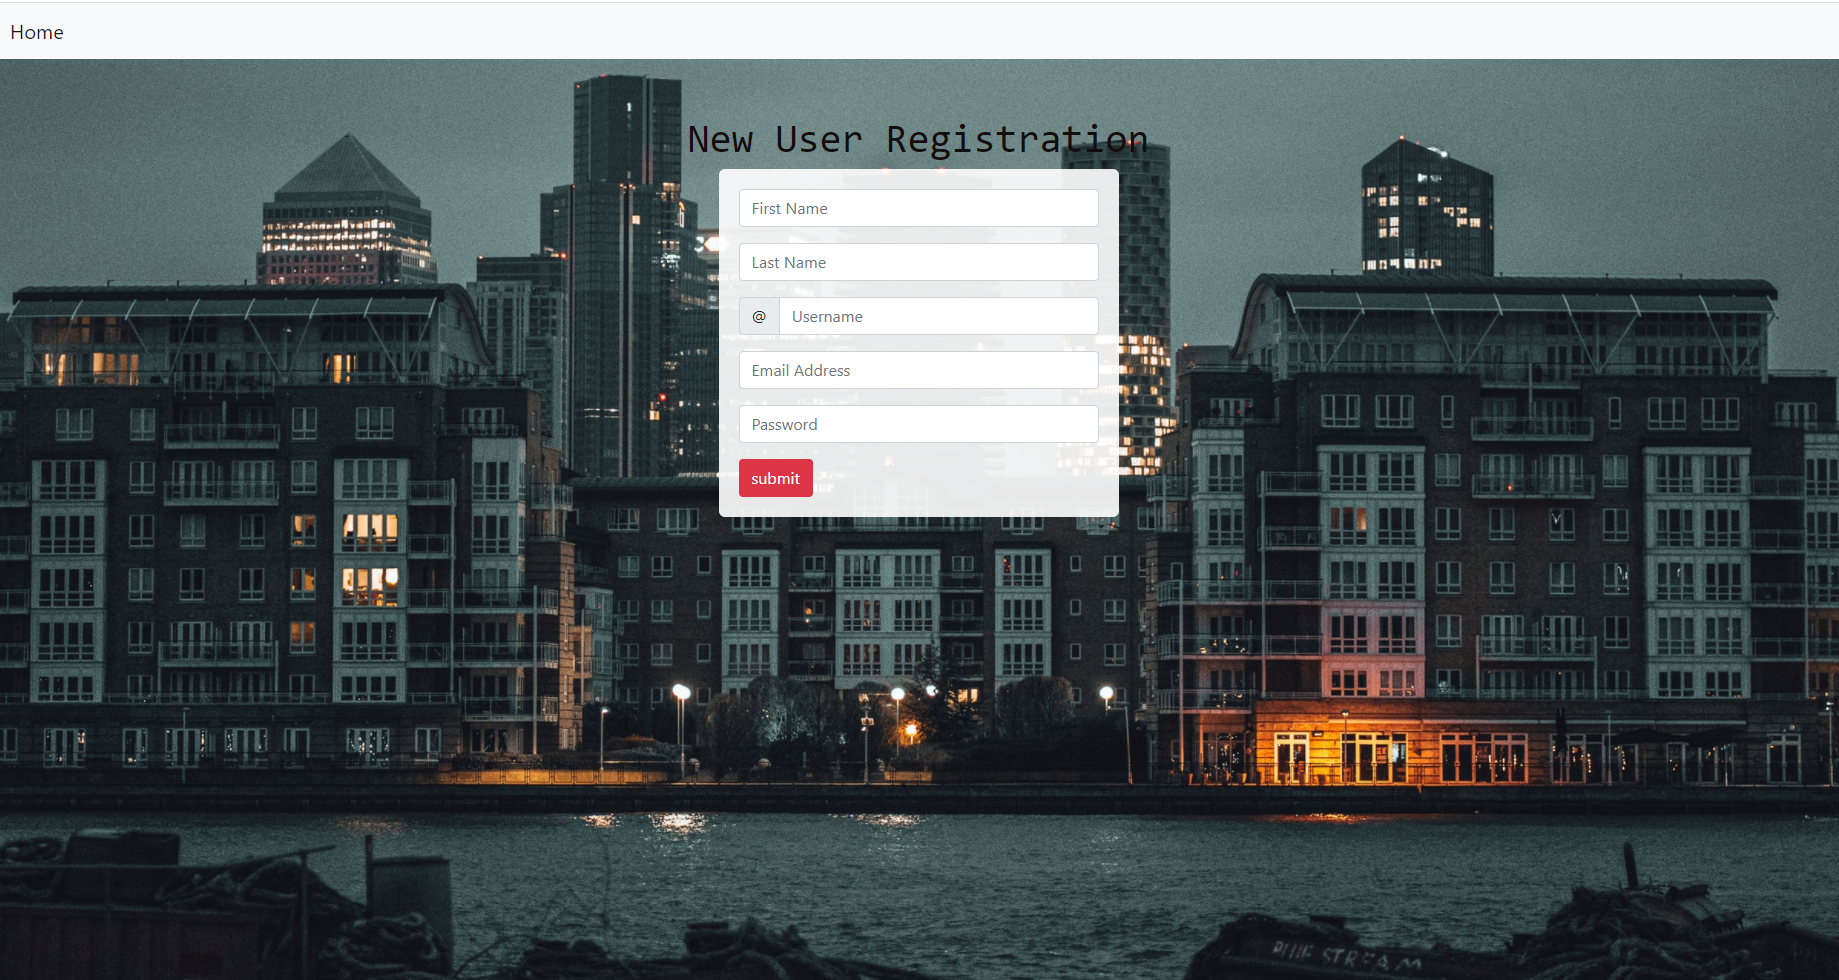 Home
New User Registration
First Name
Last Name
@ Username
Email Address
Password
submit
BLUE STREAM